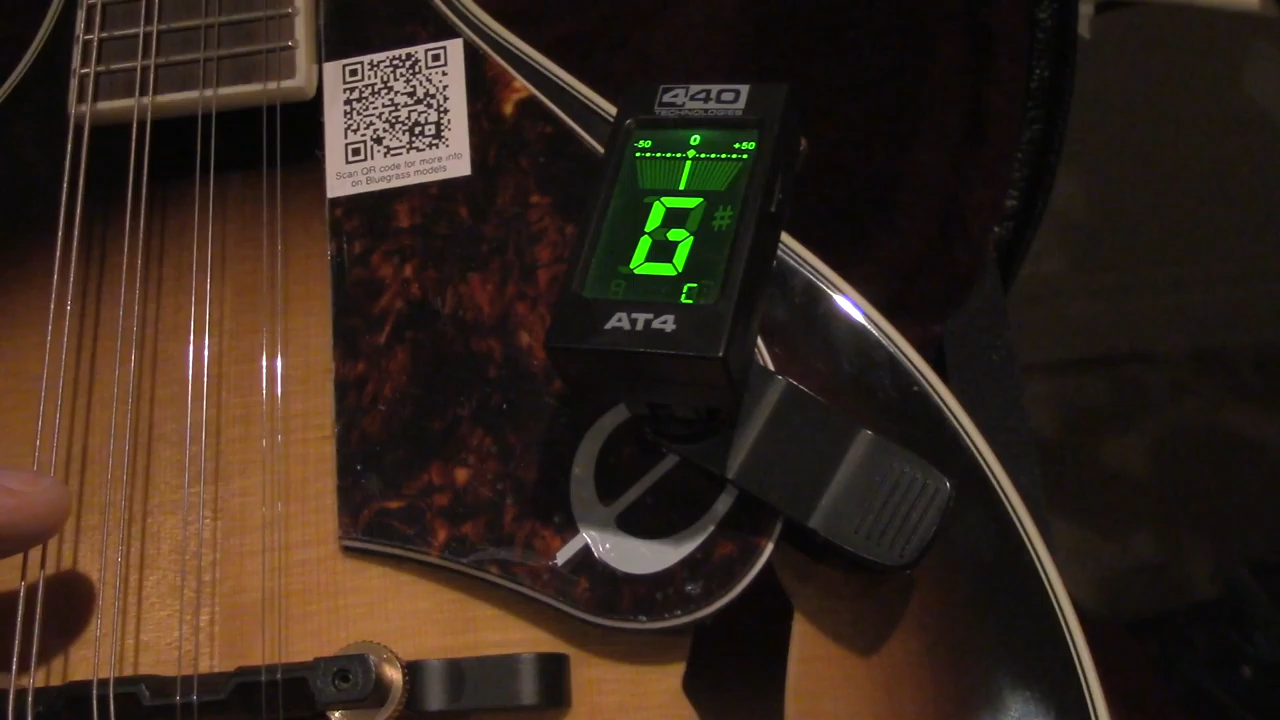 Scan QR code for more info
on Bluegrass models
440
TECHNOLOGIES
-50 0 +50
G #
C
AT4